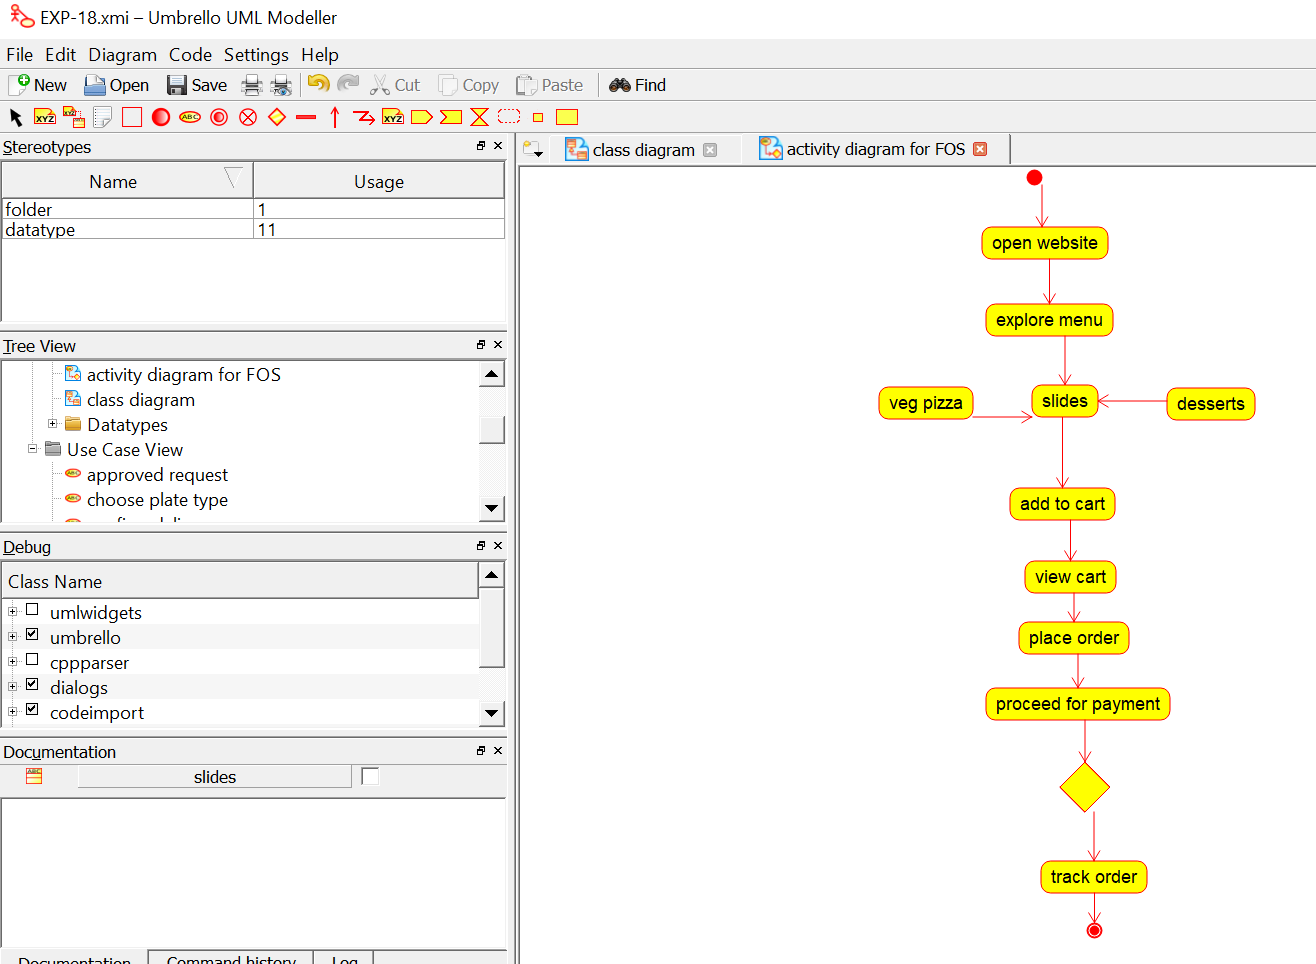 EXP-18.xmi – Umbrello UML Modeller
File Edit Diagram Code Settings Help
New Open Save Cut Copy Paste Find
XYZ ABC XYZ
Stereotypes
Name Usage
folder 1
datatype 11
Tree View
activity diagram for FOS
class diagram
Datatypes
Use Case View
approved request
choose plate type
Debug
Class Name
umlwidgets
umbrello
cppparser
dialogs
codeimport
Documentation
slides
Documentation Command history Log
class diagram activity diagram for FOS
open website
explore menu
veg pizza slides desserts
add to cart
view cart
place order
proceed for payment
track order